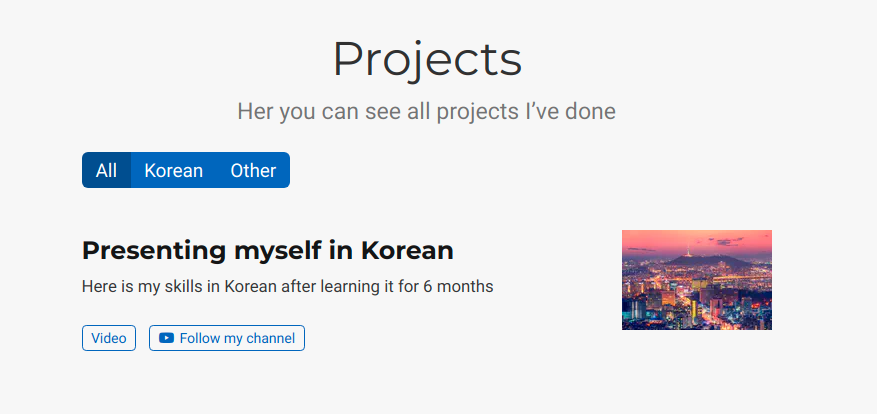 Projects
Her you can see all projects I’ve done
All Korean Other
Presenting myself in Korean
Here is my skills in Korean after learning it for 6 months
Video Follow my channel